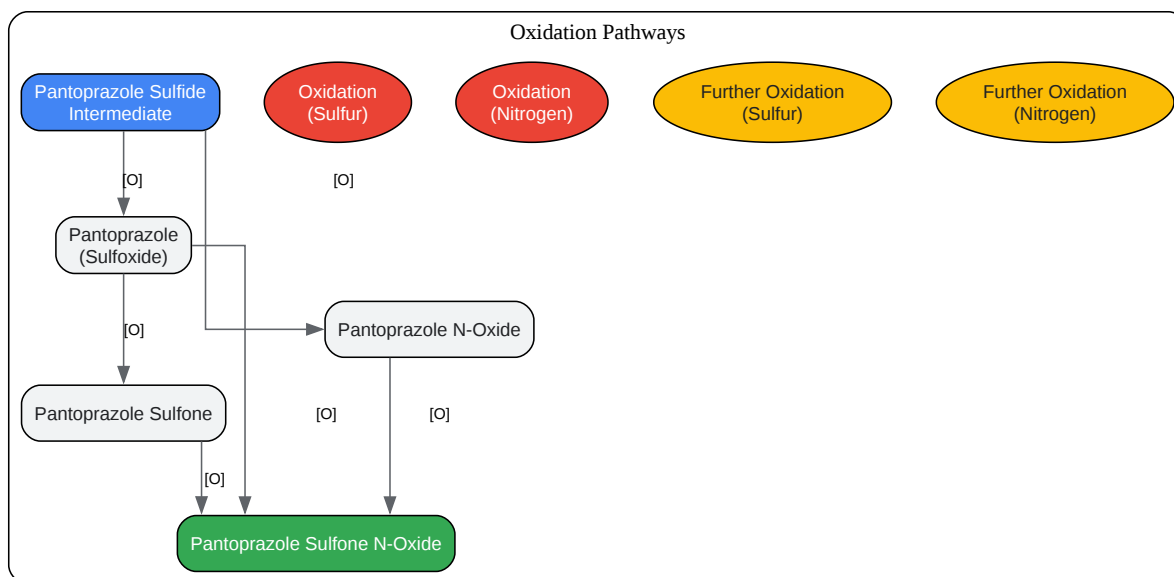 Oxidation Pathways
Pantoprazole Sulfide
Intermediate
Oxidation
(Sulfur)
Oxidation
(Nitrogen)
Further Oxidation
(Sulfur)
Further Oxidation
(Nitrogen)
[O]
[O]
Pantoprazole
(Sulfoxide)
[O]
Pantoprazole N-Oxide
Pantoprazole Sulfone
[O]
[O]
[O]
Pantoprazole Sulfone N-Oxide